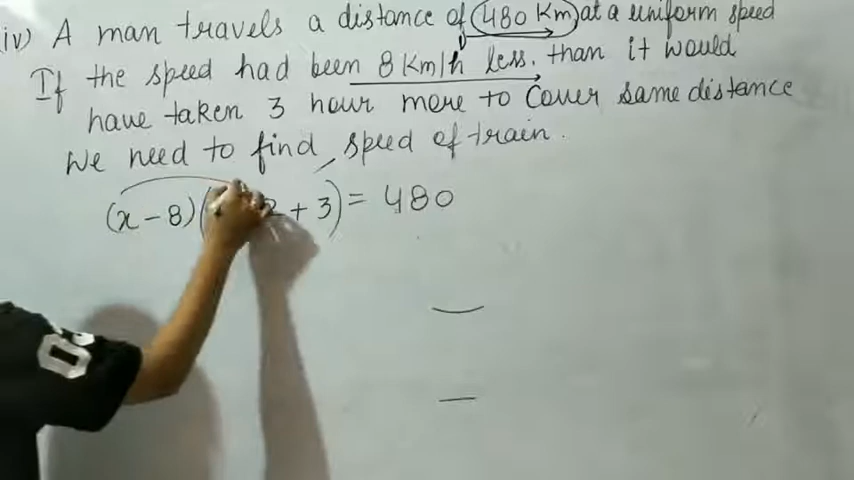 iv) A man travels a distance of 480 Km at a uniform speed
If the speed had been 8 Km/h less. than it would
have taken 3 hour more to Cover same distance
We need to find speed of train.
(x - 8) ( + 3) = 480